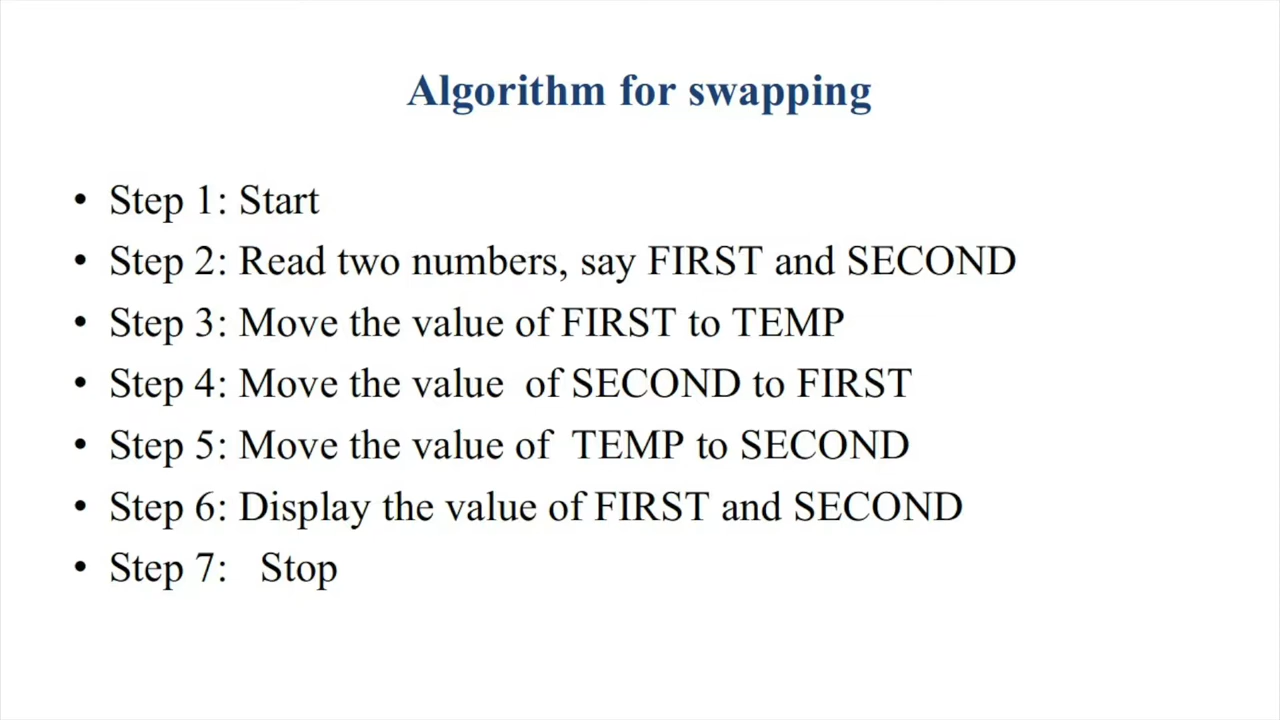 Algorithm for swapping
• Step 1: Start
• Step 2: Read two numbers, say FIRST and SECOND
• Step 3: Move the value of FIRST to TEMP
• Step 4: Move the value  of SECOND to FIRST
• Step 5: Move the value of  TEMP to SECOND
• Step 6: Display the value of FIRST and SECOND
• Step 7:   Stop